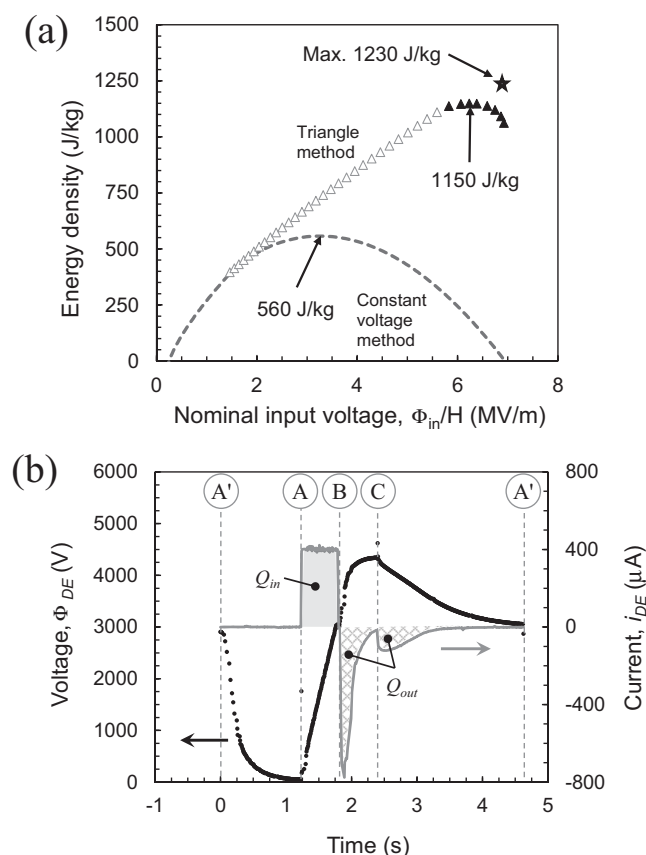 (a)
Energy density (J/kg)
1500
1250
1000
750
500
250
0
Max. 1230 J/kg
Triangle
method
1150 J/kg
560 J/kg
Constant
voltage
method
0 2 4 6 8
Nominal input voltage, Φin/H (MV/m)
(b)
Voltage, Φ DE (V)
6000
5000
4000
3000
2000
1000
0
A' A B C A'
Qin
Qout
800
400
0
-400
-800
Current, iDE (μA)
-1 0 1 2 3 4 5
Time (s)